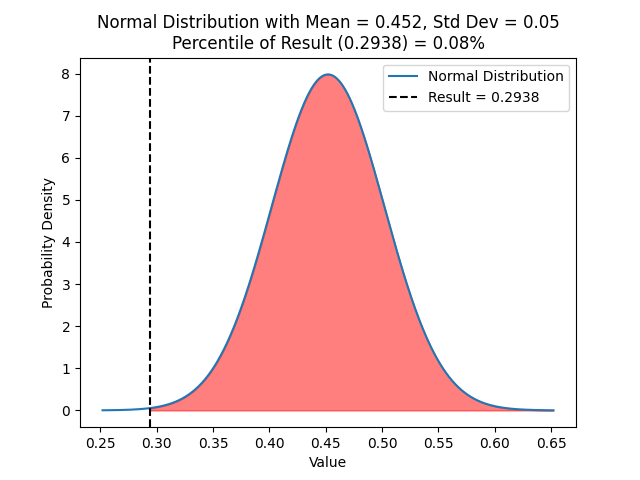 Normal Distribution with Mean = 0.452, Std Dev = 0.05
Percentile of Result (0.2938) = 0.08%
Normal Distribution
Result = 0.2938
Probability Density
8
7
6
5
4
3
2
1
0
0.25 0.30 0.35 0.40 0.45 0.50 0.55 0.60 0.65
Value